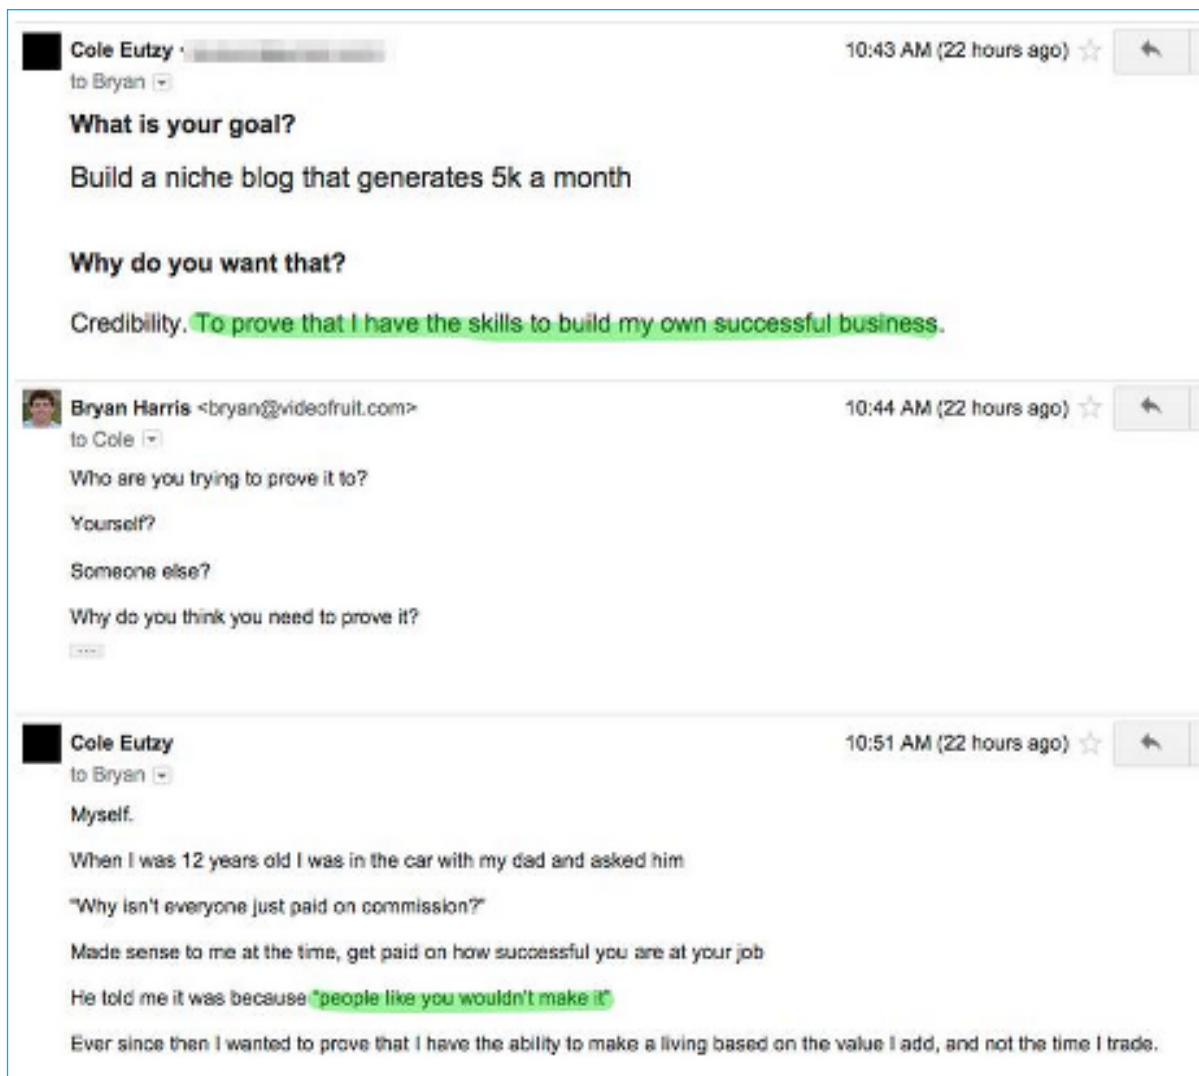 Cole Eutzy
10:43 AM (22 hours ago)
to Bryan
What is your goal?
Build a niche blog that generates 5k a month
Why do you want that?
Credibility. To prove that I have the skills to build my own successful business.
Bryan Harris <bryan@videofruit.com>
10:44 AM (22 hours ago)
to Cole
Who are you trying to prove it to?
Yourself?
Someone else?
Why do you think you need to prove it?
Cole Eutzy
10:51 AM (22 hours ago)
to Bryan
Myself.
When I was 12 years old I was in the car with my dad and asked him
"Why isn't everyone just paid on commission?"
Made sense to me at the time, get paid on how successful you are at your job
He told me it was because "people like you wouldn't make it"
Ever since then I wanted to prove that I have the ability to make a living based on the value I add, and not the time I trade.